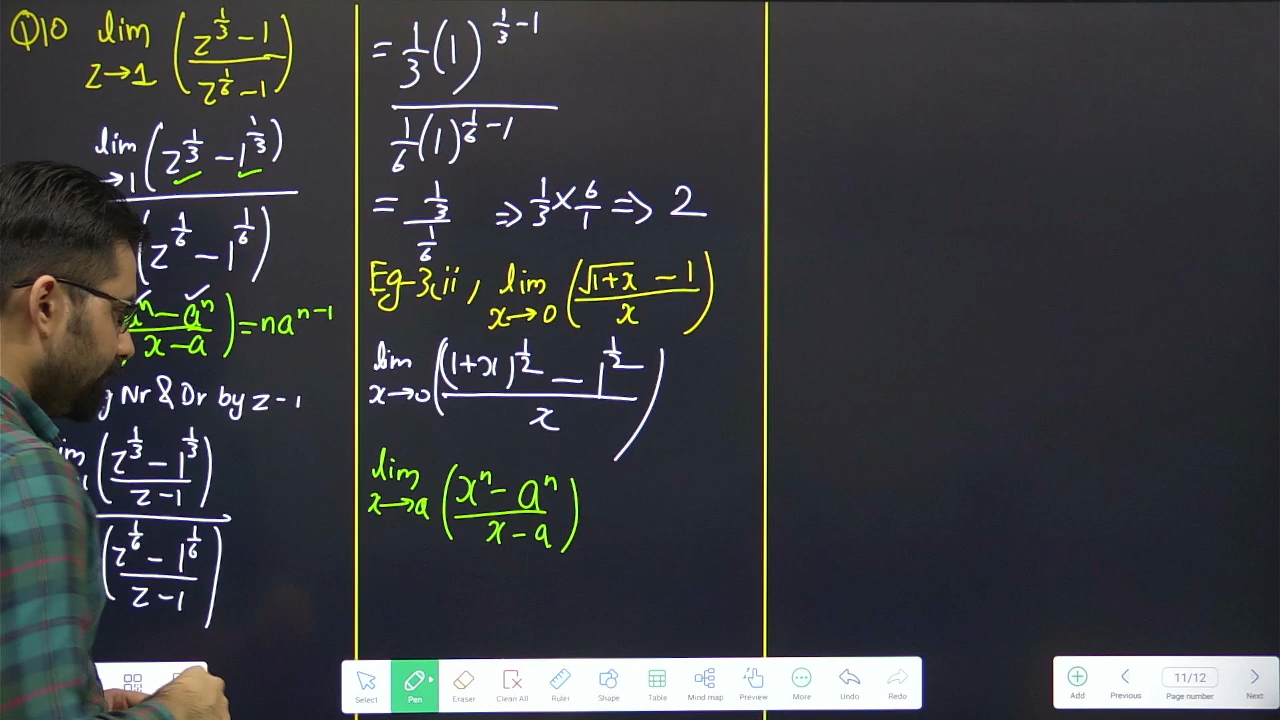 Q10 lim z→1 ( (z^{1/3} − 1) / (z^{1/6} − 1) )
lim →1 (z^{1/3} − 1^{1/3})
(z^{1/6} − 1^{1/6})
x^n − a^n / x − a ) = na^{n−1}
g Nr & Dr by z−1
im ( (z^{1/3} − 1^{1/3}) / (z−1) )
( (z^{1/6} − 1^{1/6}) / (z−1) )
= 1/3 (1)^{1/3 −1}
1/6 (1)^{1/6 −1}
= (1/3) / (1/6) ⇒ 1/3 × 6/1 ⇒ 2
Eg-3(ii, lim x→0 ( (√1+x − 1) / x )
lim x→0 ( ((1+x)^{1/2} − 1^{1/2}) / x )
lim x→a ( (x^n − a^n) / (x − a) )
Select Pen Eraser Clean All Ruler Shape Table Mind map Preview More Undo Redo
Add Previous 11/12 Page number Next